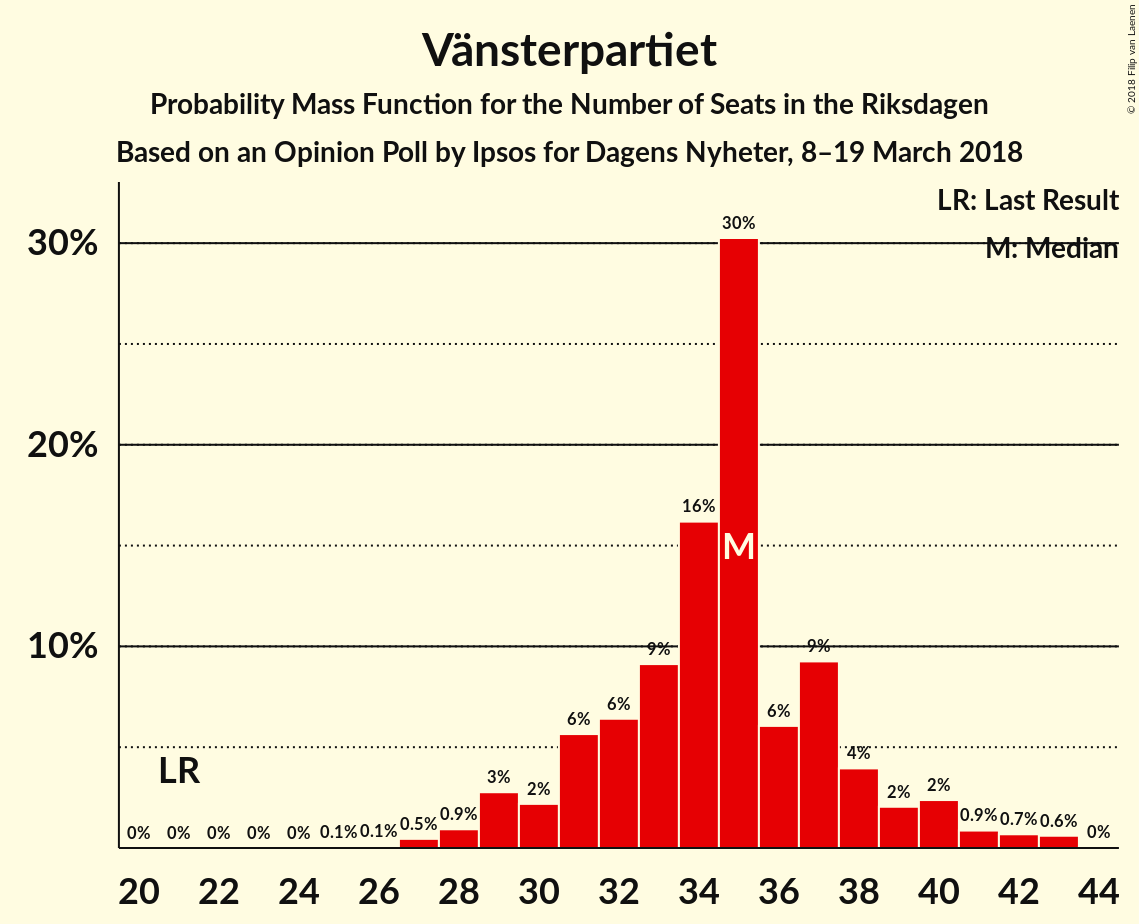 Vänsterpartiet
Probability Mass Function for the Number of Seats in the Riksdagen
Based on an Opinion Poll by Ipsos for Dagens Nyheter, 8–19 March 2018
© 2018 Filip van Laenen
LR: Last Result
M: Median
30%
20%
10%
LR
M
0% 0% 0% 0% 0% 0.1% 0.1% 0.5% 0.9% 3% 2% 6% 6% 9% 16% 30% 6% 9% 4% 2% 2% 0.9% 0.7% 0.6% 0%
20 22 24 26 28 30 32 34 36 38 40 42 44